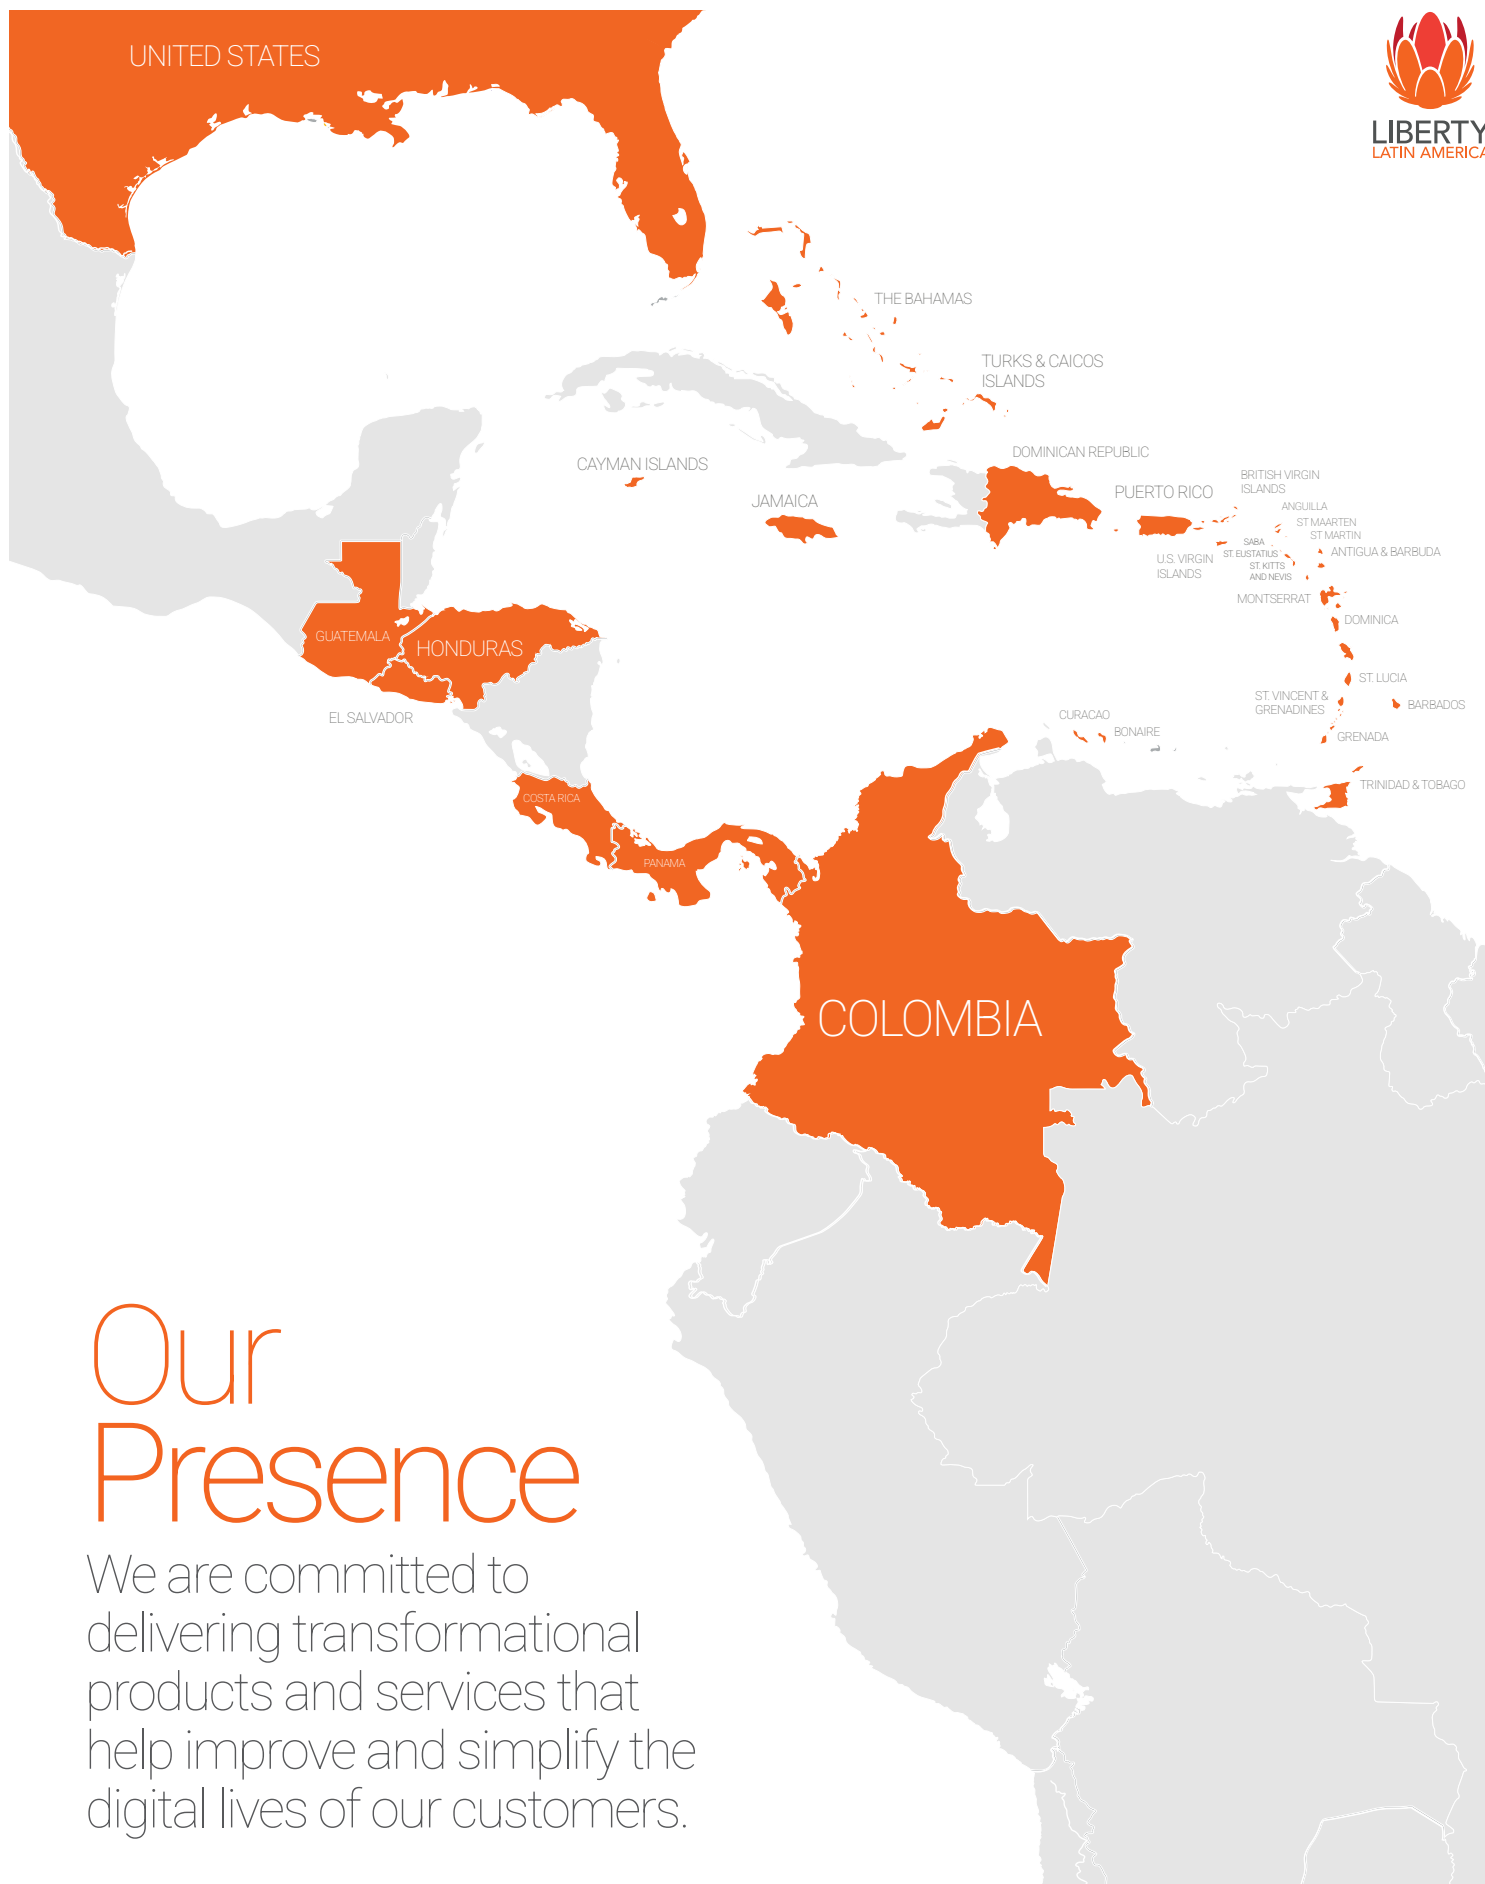 UNITED STATES
LIBERTY
LATIN AMERICA
THE BAHAMAS
TURKS & CAICOS
ISLANDS
CAYMAN ISLANDS
JAMAICA
DOMINICAN REPUBLIC
PUERTO RICO
BRITISH VIRGIN
ISLANDS
ANGUILLA
ST MAARTEN
ST MARTIN
SABA
ST. EUSTATIUS
ST. KITTS
AND NEVIS
U.S. VIRGIN
ISLANDS
ANTIGUA & BARBUDA
MONTSERRAT
DOMINICA
GUATEMALA
HONDURAS
EL SALVADOR
ST. LUCIA
ST. VINCENT &
GRENADINES
BARBADOS
CURACAO
BONAIRE
GRENADA
TRINIDAD & TOBAGO
COSTA RICA
PANAMA
COLOMBIA
Our
Presence
We are committed to
delivering transformational
products and services that
help improve and simplify the
digital lives of our customers.